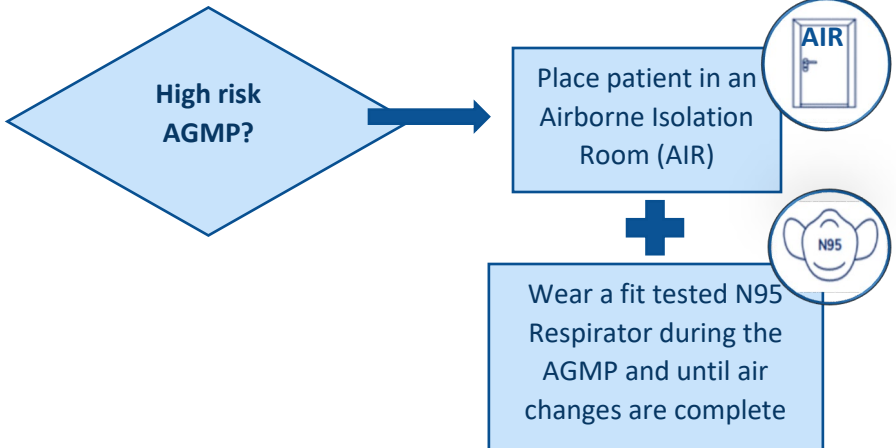 High risk
AGMP?
AIR
Place patient in an
Airborne Isolation
Room (AIR)
N95
Wear a fit tested N95
Respirator during the
AGMP and until air
changes are complete